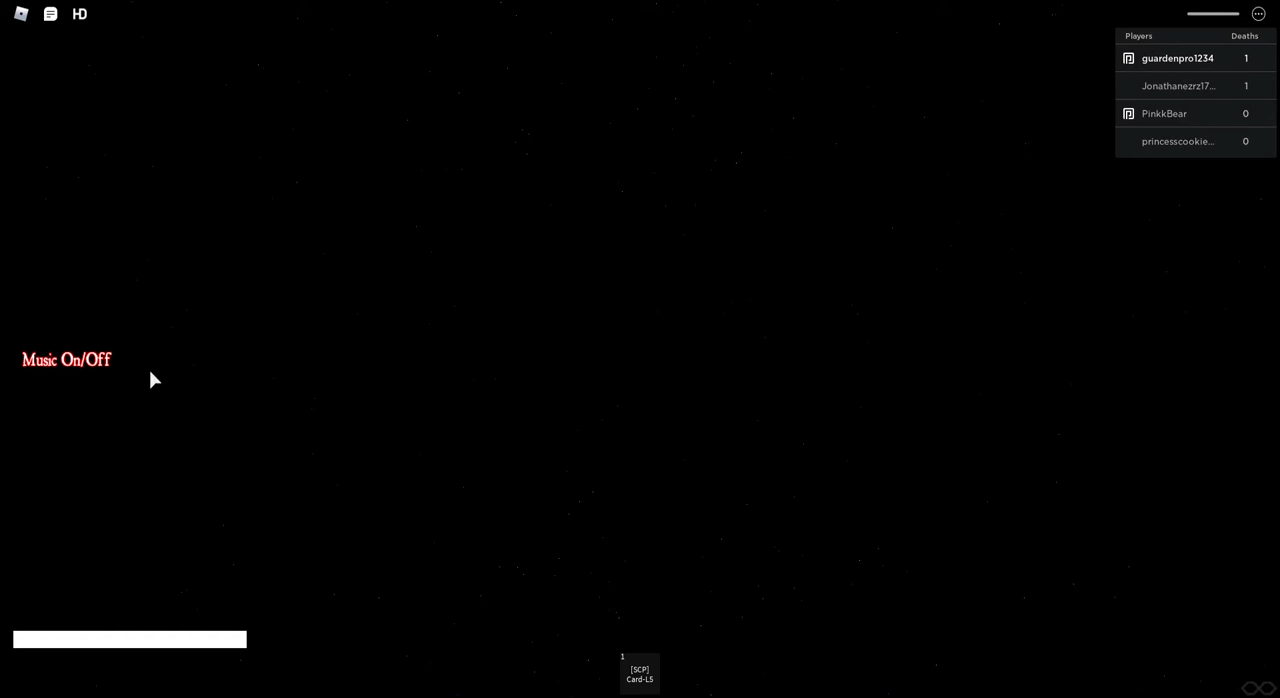 HD
Players Deaths
guardenpro1234 1
Jonathanezrz17... 1
PinkkBear 0
princesscookie... 0
Music On/Off
1
[SCP]
Card-L5